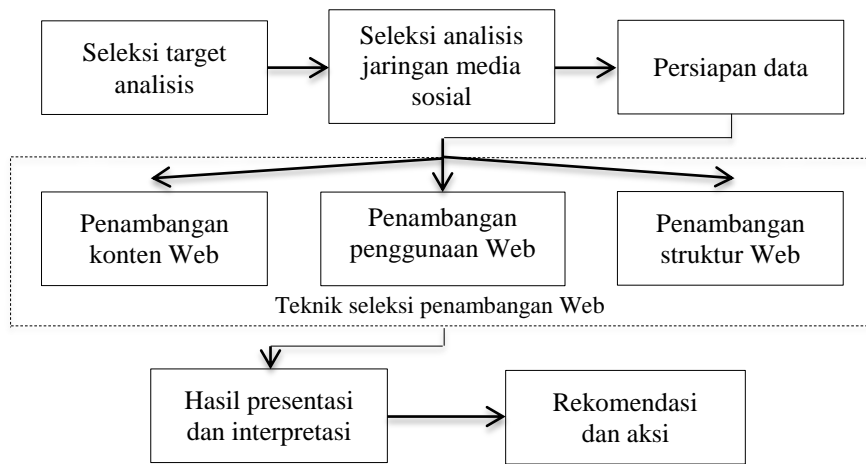 Seleksi target
analisis
Seleksi analisis
jaringan media
sosial
Persiapan data
Penambangan
konten Web
Penambangan
penggunaan Web
Penambangan
struktur Web
Teknik seleksi penambangan Web
Hasil presentasi
dan interpretasi
Rekomendasi
dan aksi